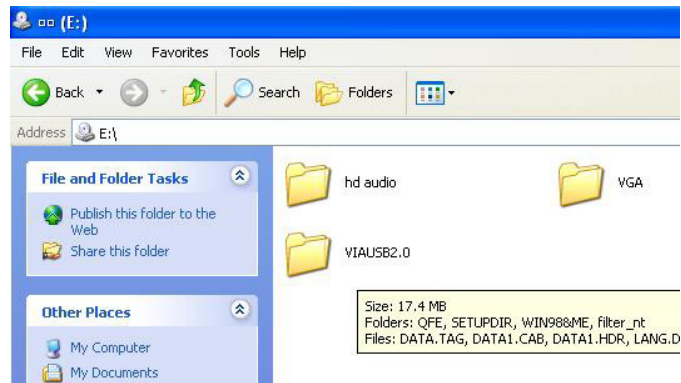 (E:)
File Edit View Favorites Tools Help
Back Search Folders
Address E:\
File and Folder Tasks
Publish this folder to the
Web
Share this folder
Other Places
My Computer
My Documents
hd audio
VGA
VIAUSB2.0
Size: 17.4 MB
Folders: QFE, SETUPDIR, WIN98&ME, filter_nt
Files: DATA.TAG, DATA1.CAB, DATA1.HDR, LANG.D